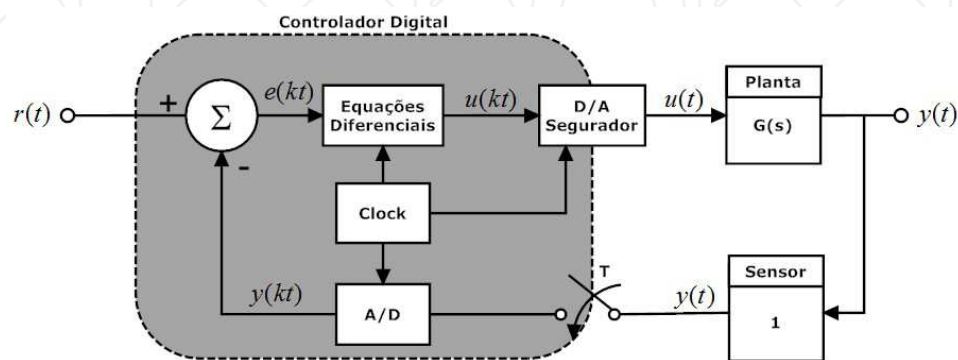 Controlador Digital
r(t)
+
Σ
-
e(kt)
Equações
Diferenciais
u(kt)
D/A
Segurador
u(t)
Planta
G(s)
y(t)
Clock
y(kt)
A/D
T
y(t)
Sensor
1